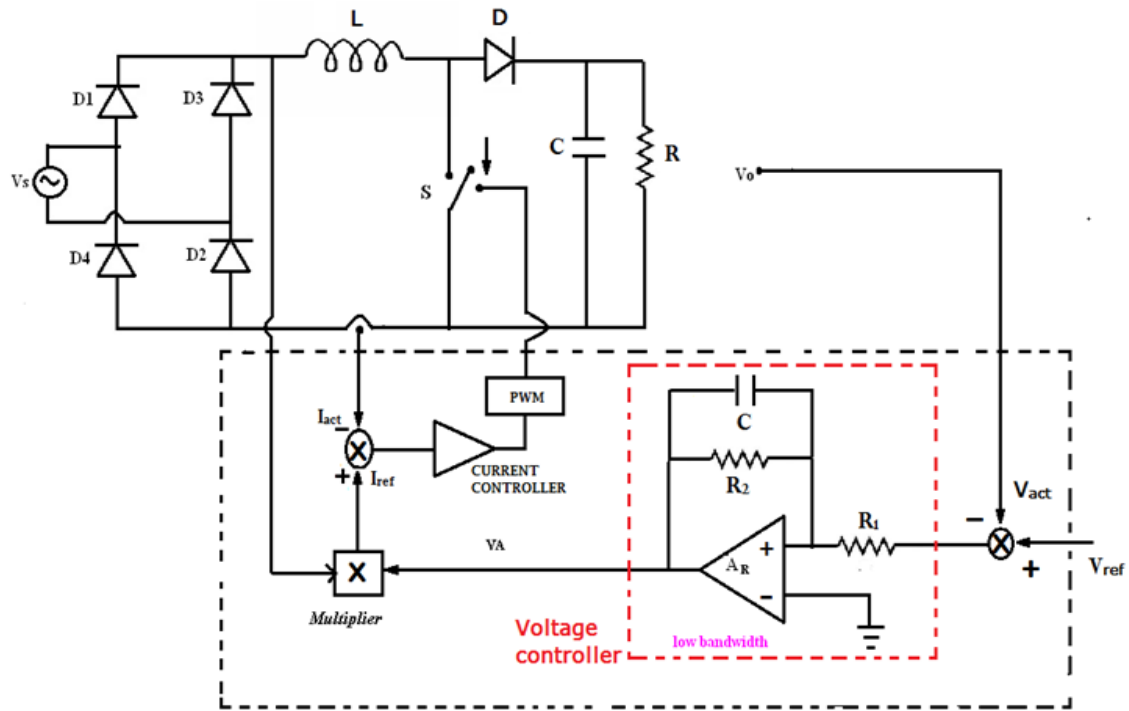 L
D
D1
D3
C
R
Vs
S
Vo
D4
D2
PWM
C
Iact
−
+
Iref
CURRENT
CONTROLLER
R2
Vact
R1
−
+
Vref
VA
AR
+
−
X
X
X
Multiplier
Voltage
controller
low bandwidth